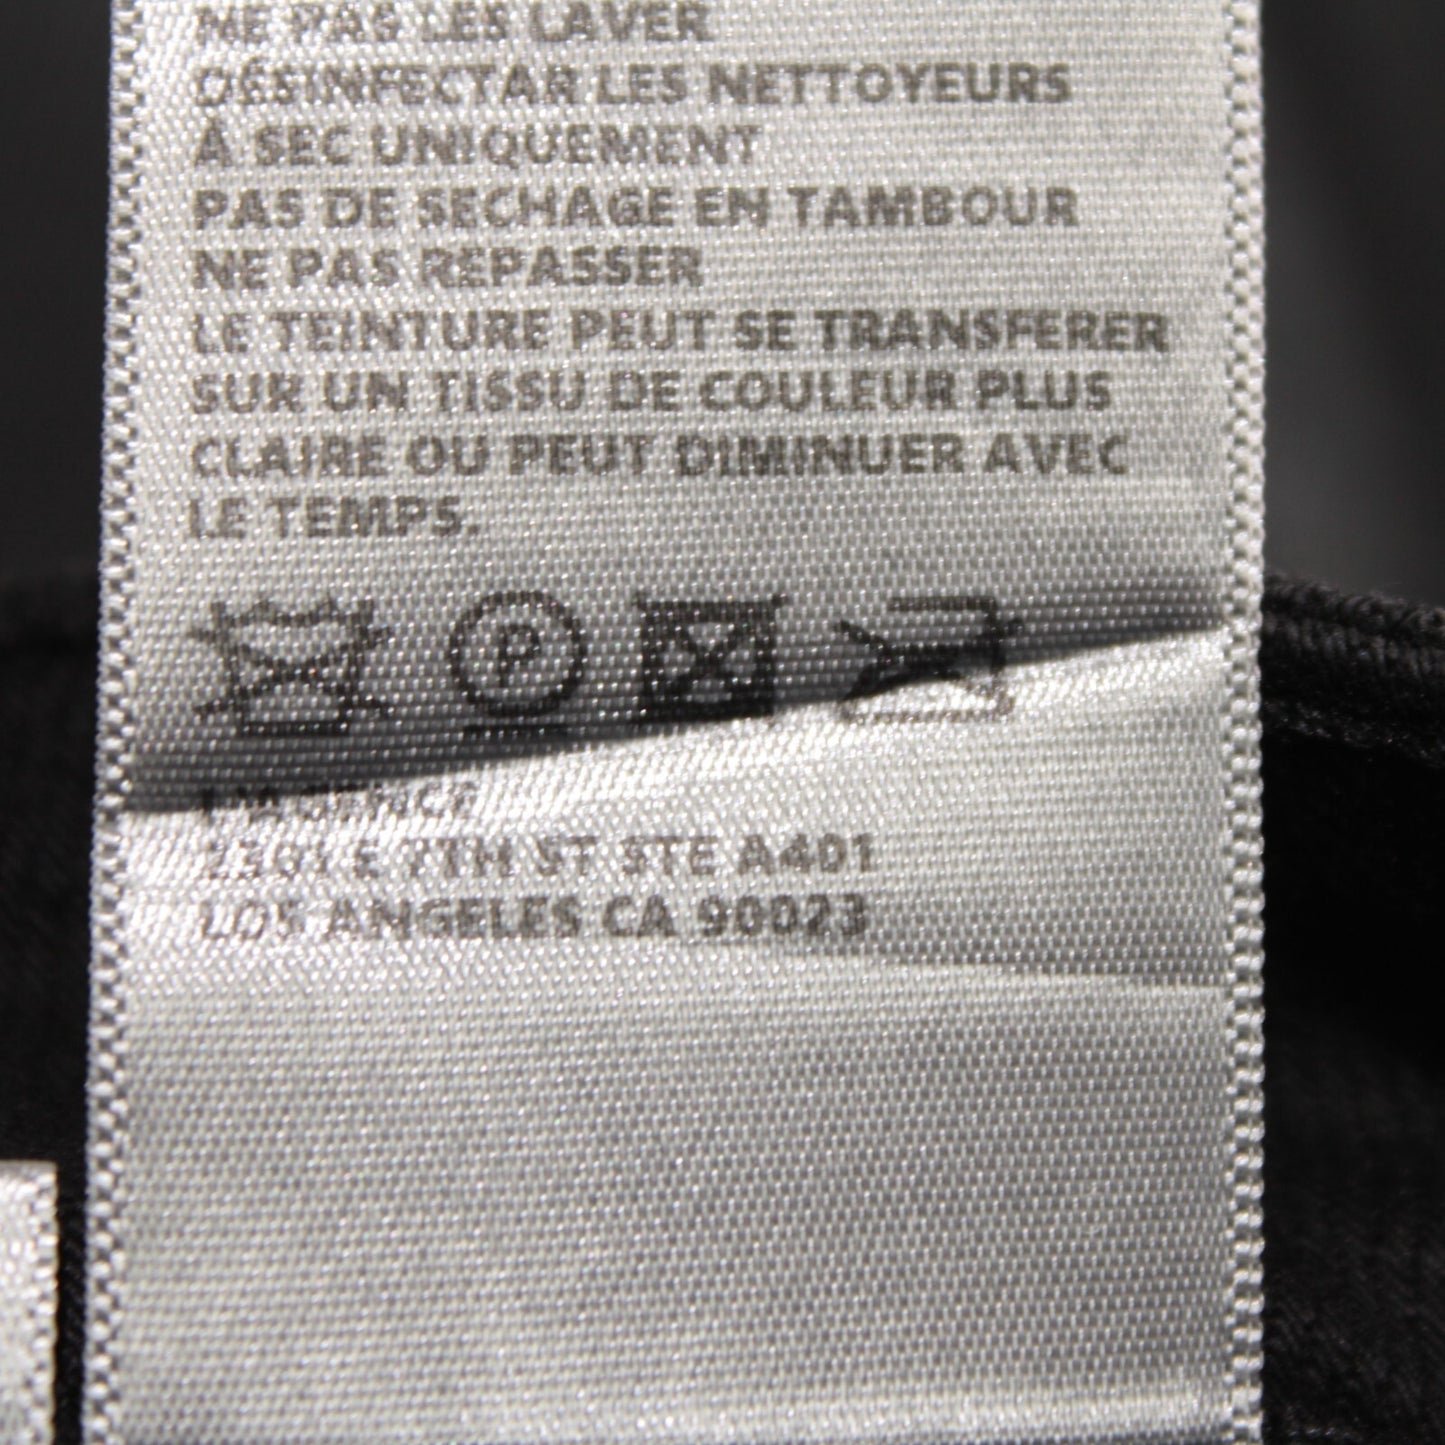 NE PAS LES LAVER
DÉSINFECTAR LES NETTOYEURS
À SEC UNIQUEMENT
PAS DE SECHAGE EN TAMBOUR
NE PAS REPASSER
LE TEINTURE PEUT SE TRANSFERER
SUR UN TISSU DE COULEUR PLUS
CLAIRE OU PEUT DIMINUER AVEC
LE TEMPS.
P
E 7TH ST STE A401
LOS ANGELES CA 90023